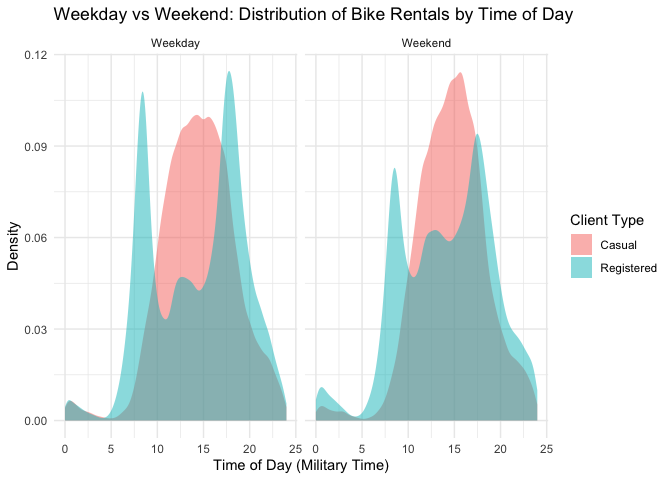 Weekday vs Weekend: Distribution of Bike Rentals by Time of Day
Weekday Weekend
0.12
0.09
0.06
0.03
0.00
Density
0 5 10 15 20 25 0 5 10 15 20 25
Time of Day (Military Time)
Client Type
Casual
Registered